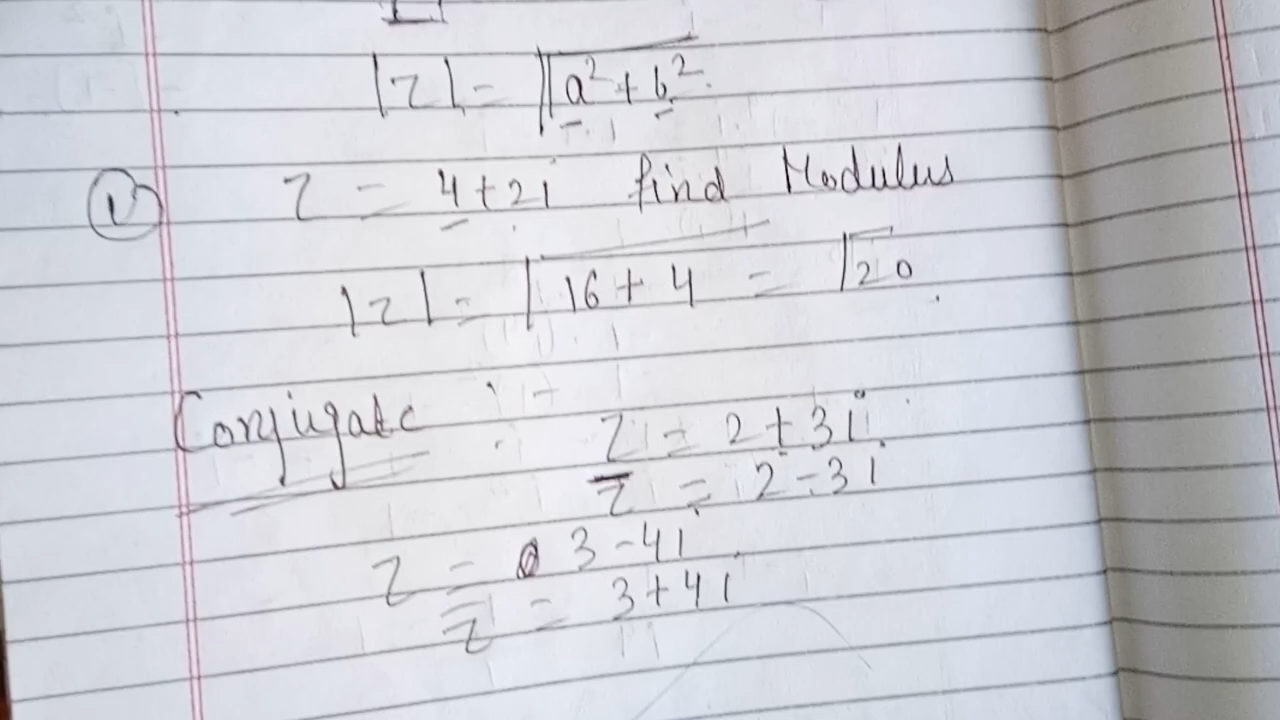 |z| = √a² + b²
① z = 4+2i find Modulus
|z| = √16+4 = √20
Conjugate z = 2+3i
z̅ = 2-3i
z = 3-4i
z̅ = 3+4i